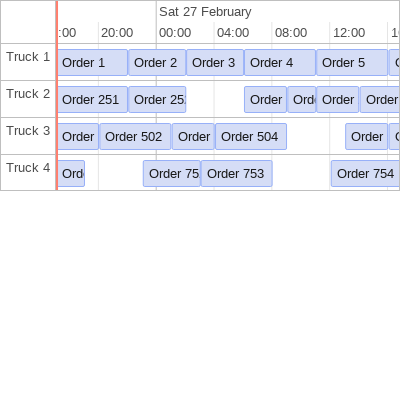 Sat 27 February
:00 20:00 00:00 04:00 08:00 12:00
Truck 1 Order 1 Order 2 Order 3 Order 4 Order 5
Truck 2 Order 251 Order 25 Order Ord Order Order
Truck 3 Order Order 502 Order Order 504 Order
Truck 4 Ord Order 75 Order 753 Order 754